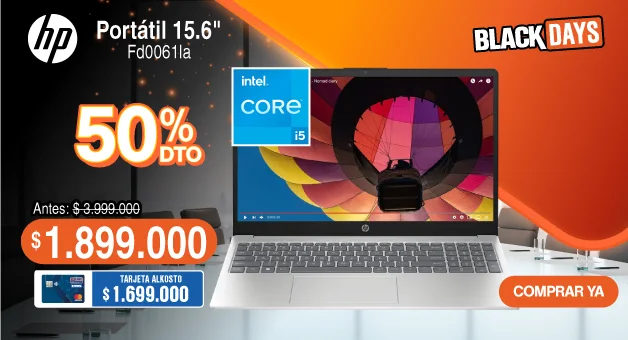 hp
Portátil 15.6"
Fd0061la
BLACK DAYS
intel
CORE
i5
50%
DTO
Antes: $ 3.999.000
$ 1.899.000
TARJETA ALKOSTO
$ 1.699.000
hp
COMPRAR YA